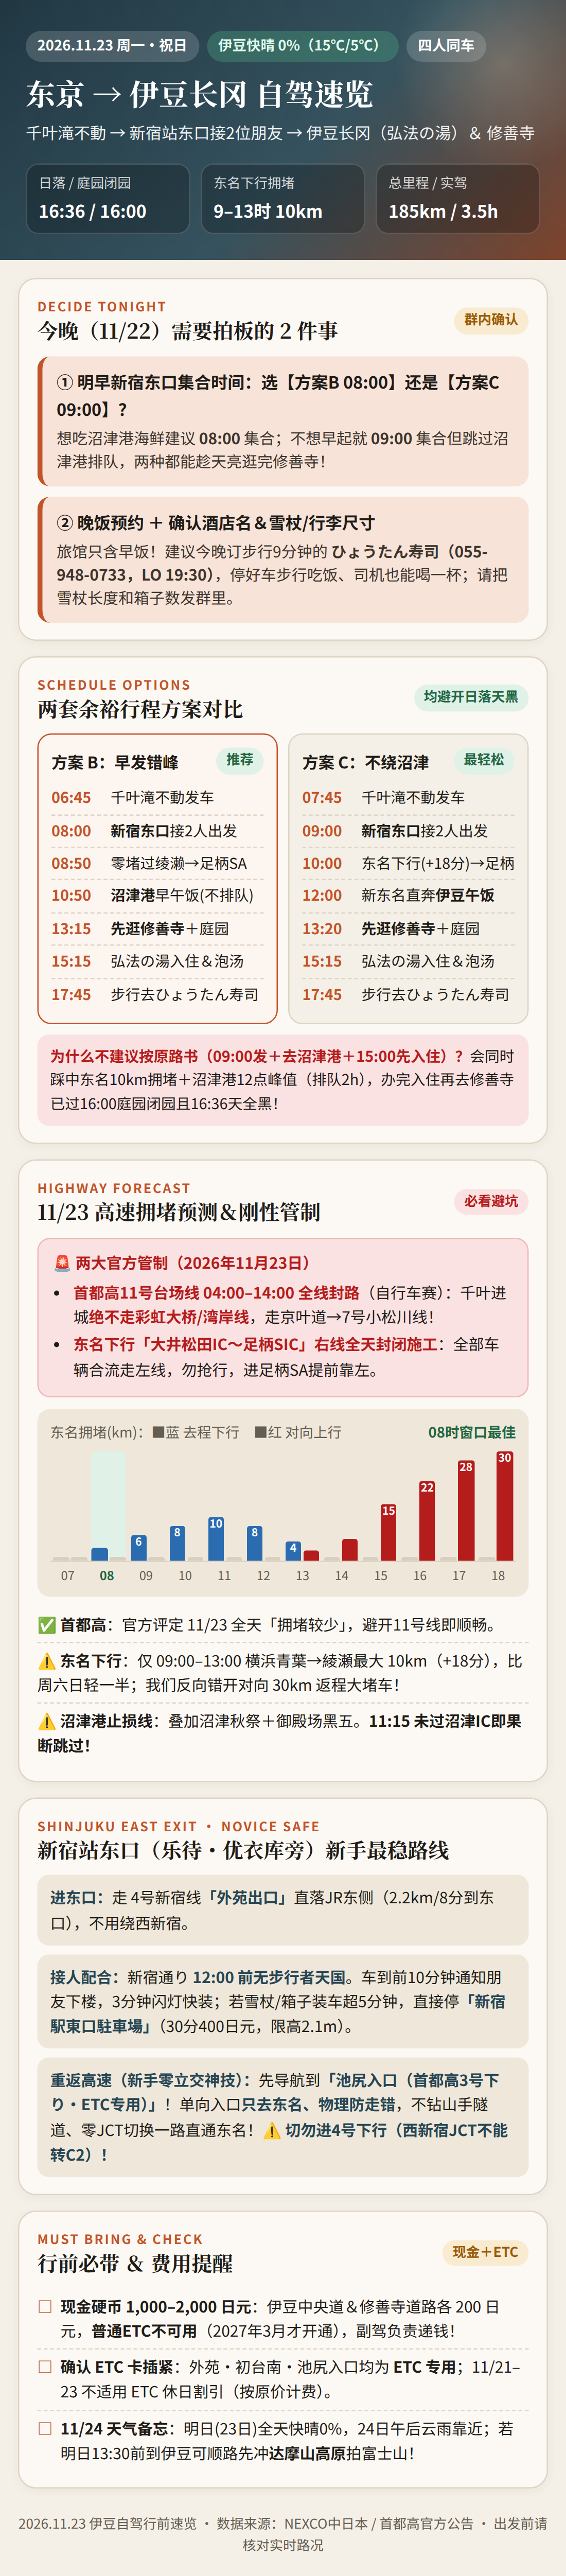 2026.11.23 周一・祝日
伊豆快晴 0%（15℃/5℃）
四人同车
东京 → 伊豆长冈 自驾速览
千叶滝不動 → 新宿站东口接2位朋友 → 伊豆长冈（弘法の湯）＆ 修善寺
日落 / 庭园闭园
16:36 / 16:00
东名下行拥堵
9–13时 10km
总里程 / 实驾
185km / 3.5h
DECIDE TONIGHT
今晚（11/22）需要拍板的 2 件事
群内确认
① 明早新宿东口集合时间：选【方案B 08:00】还是【方案C
09:00】？
想吃沼津港海鲜建议 08:00 集合；不想早起就 09:00 集合但跳过沼
津港排队，两种都能趁天亮逛完修善寺！
② 晚饭预约 ＋ 确认酒店名＆雪杖/行李尺寸
旅馆只含早饭！建议今晚订步行9分钟的 ひょうたん寿司（055-
948-0733，LO 19:30），停好车步行吃饭、司机也能喝一杯；请把
雪杖长度和箱子数发群里。
SCHEDULE OPTIONS
两套余裕行程方案对比
均避开日落天黑
方案 B：早发错峰
推荐
06:45 千叶滝不動发车
08:00 新宿东口接2人出发
08:50 零堵过绫濑→足柄SA
10:50 沼津港早午饭(不排队)
13:15 先逛修善寺＋庭园
15:15 弘法の湯入住＆泡汤
17:45 步行去ひょうたん寿司
方案 C：不绕沼津
最轻松
07:45 千叶滝不動发车
09:00 新宿东口接2人出发
10:00 东名下行(+18分)→足柄
12:00 新东名直奔伊豆午饭
13:20 先逛修善寺＋庭园
15:15 弘法の湯入住＆泡汤
17:45 步行去ひょうたん寿司
为什么不建议按原路书（09:00发＋去沼津港＋15:00先入住）？会同时
踩中东名10km拥堵＋沼津港12点峰值（排队2h），办完入住再去修善寺
已过16:00庭园闭园且16:36天全黑！
HIGHWAY FORECAST
11/23 高速拥堵预测＆刚性管制
必看避坑
🚨 两大官方管制（2026年11月23日）
• 首都高11号台场线 04:00–14:00 全线封路（自行车赛）：千叶进
城绝不走彩虹大桥/湾岸线，走京叶道→7号小松川线！
• 东名下行「大井松田IC〜足柄SIC」右线全天封闭施工：全部车
辆合流走左线，勿抢行，进足柄SA提前靠左。
东名拥堵(km)：■蓝 去程下行 ■红 对向上行
08时窗口最佳
6 8 10 8 4 15 22 28 30
07 08 09 10 11 12 13 14 15 16 17 18
✅ 首都高：官方评定 11/23 全天「拥堵较少」，避开11号线即顺畅。
⚠️ 东名下行：仅 09:00–13:00 横浜青葉→綾瀬最大 10km（+18分），比
周六日轻一半；我们反向错开对向 30km 返程大堵车！
⚠️ 沼津港止损线：叠加沼津秋祭＋御殿场黑五。11:15 未过沼津IC即果
断跳过！
SHINJUKU EAST EXIT ・ NOVICE SAFE
新宿站东口（乐待・优衣库旁）新手最稳路线
进东口：走 4号新宿线「外苑出口」直落JR东侧（2.2km/8分到东
口），不用绕西新宿。
接人配合：新宿通り 12:00 前无步行者天国。车到前10分钟通知朋
友下楼，3分钟闪灯快装；若雪杖/箱子装车超5分钟，直接停「新宿
駅東口駐車場」（30分400日元，限高2.1m）。
重返高速（新手零立交神技）：先导航到「池尻入口（首都高3号下
り・ETC专用）」！单向入口只去东名、物理防走错，不钻山手隧
道、零JCT切换一路直通东名！⚠️ 切勿进4号下行（西新宿JCT不能
转C2）！
MUST BRING & CHECK
行前必带 ＆ 费用提醒
现金＋ETC
□ 现金硬币 1,000–2,000 日元：伊豆中央道＆修善寺道路各 200 日
元，普通ETC不可用（2027年3月才开通），副驾负责递钱！
□ 确认 ETC 卡插紧：外苑・初台南・池尻入口均为 ETC 专用；11/21–
23 不适用 ETC 休日割引（按原价计费）。
□ 11/24 天气备忘：明日(23日)全天快晴0%，24日午后云雨靠近；若
明日13:30前到伊豆可顺路先冲达摩山高原拍富士山！
2026.11.23 伊豆自驾行前速览 ・ 数据来源：NEXCO中日本 / 首都高官方公告 ・ 出发前请
核对实时路况